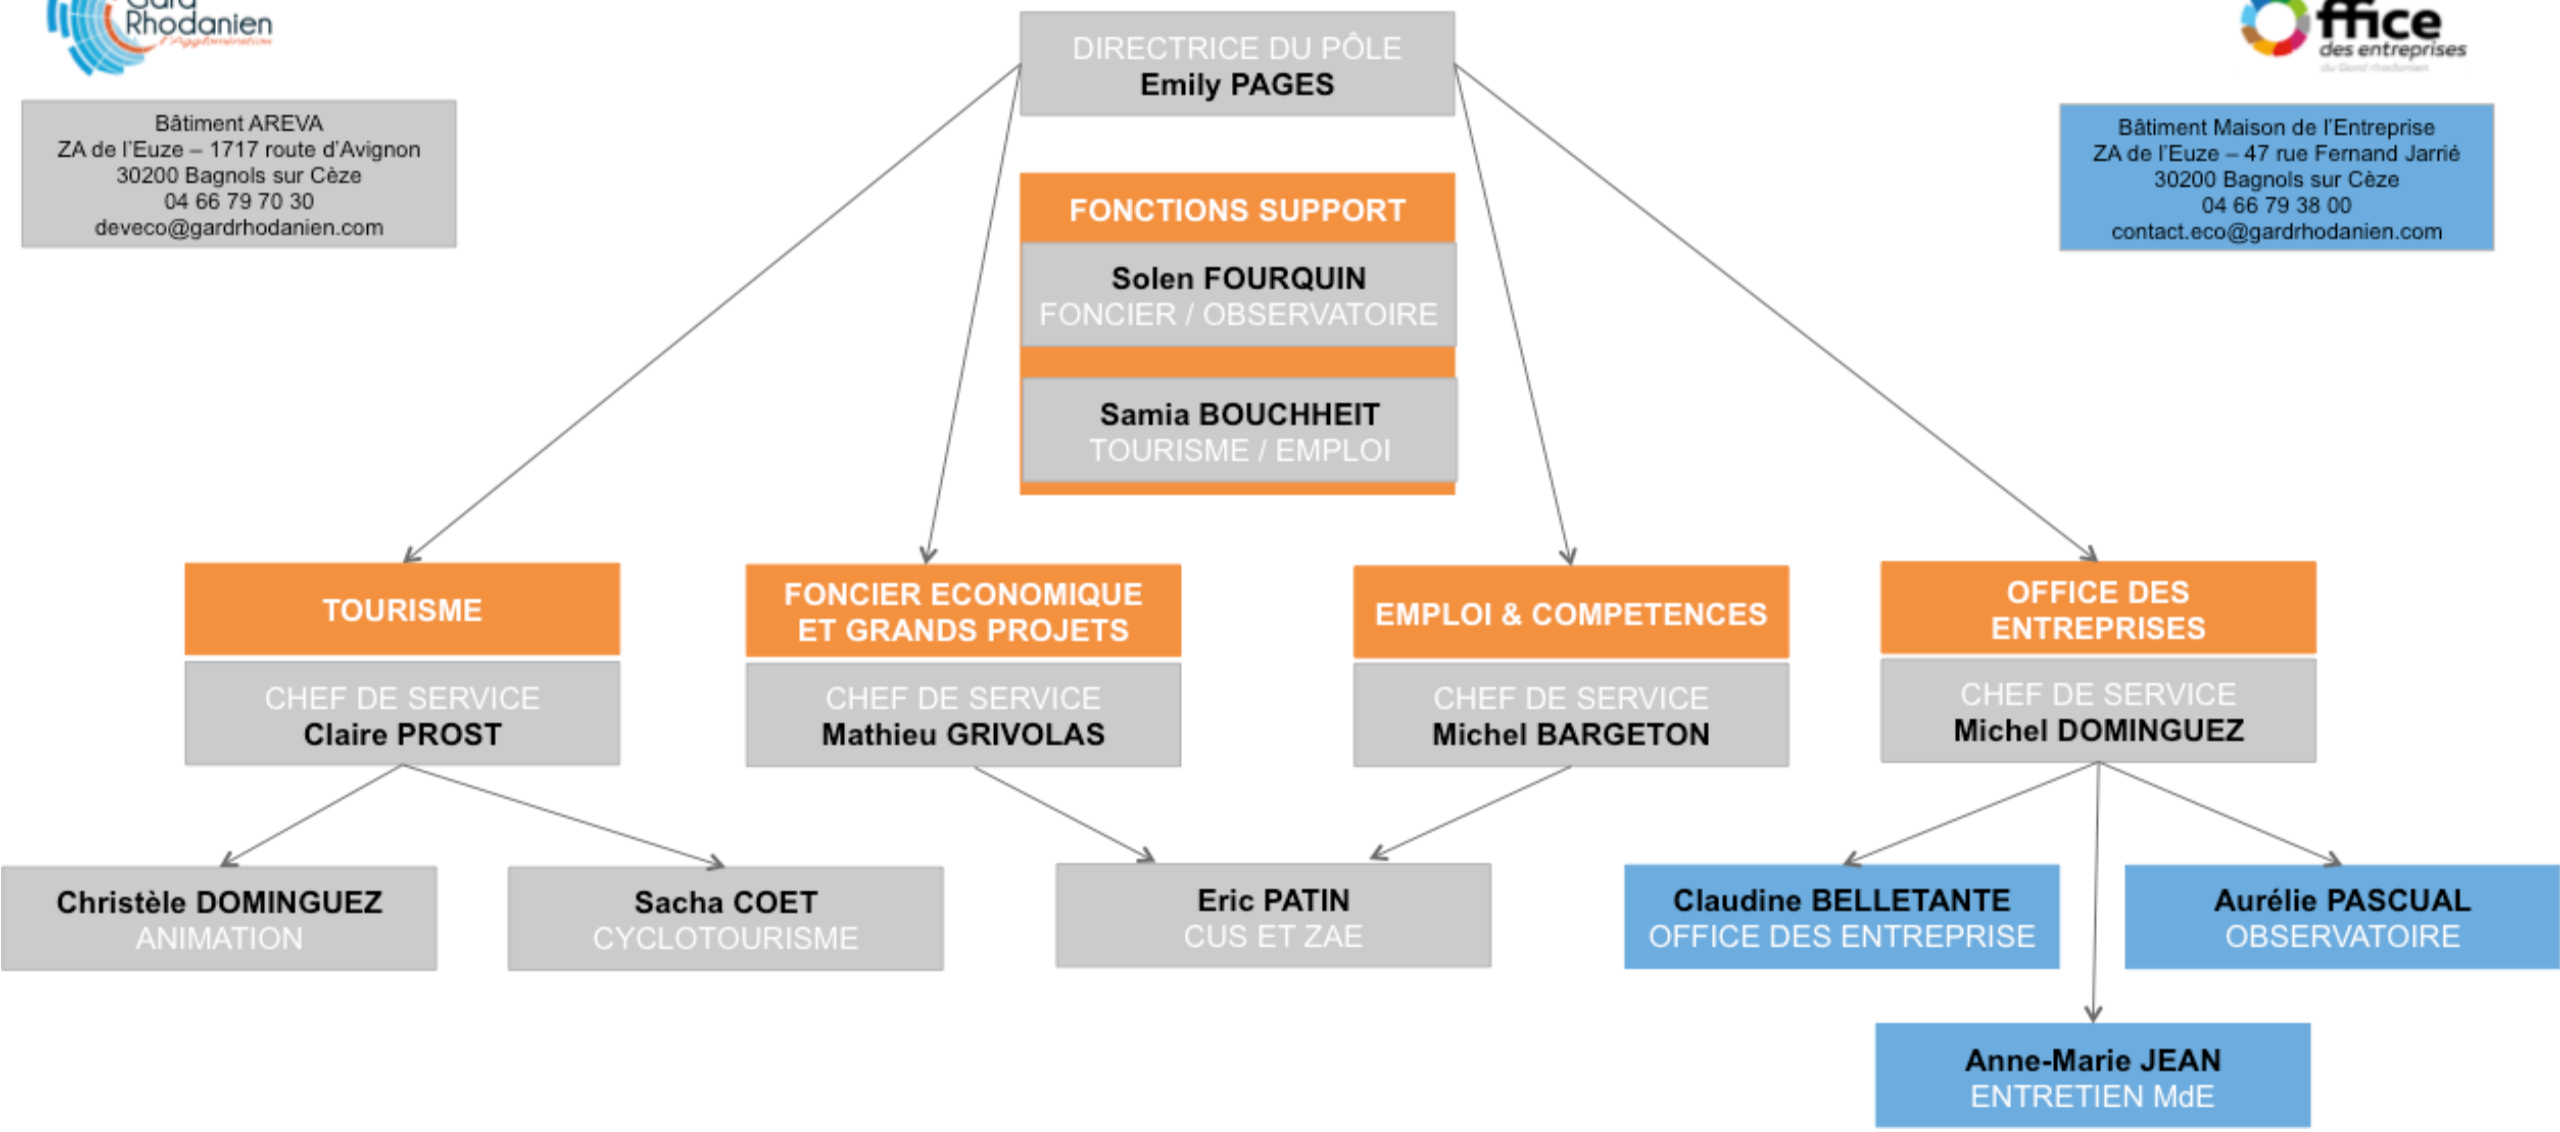 Gard
Rhodanien
l'Agglomération
ffice
des entreprises
du Gard rhodanien
DIRECTRICE DU PÔLE
Emily PAGES
Bâtiment AREVA
ZA de l'Euze – 1717 route d'Avignon
30200 Bagnols sur Cèze
04 66 79 70 30
deveco@gardrhodanien.com
Bâtiment Maison de l'Entreprise
ZA de l'Euze – 47 rue Fernand Jarrié
30200 Bagnols sur Cèze
04 66 79 38 00
contact.eco@gardrhodanien.com
FONCTIONS SUPPORT
Solen FOURQUIN
FONCIER / OBSERVATOIRE
Samia BOUCHHEIT
TOURISME / EMPLOI
TOURISME
CHEF DE SERVICE
Claire PROST
FONCIER ECONOMIQUE
ET GRANDS PROJETS
CHEF DE SERVICE
Mathieu GRIVOLAS
EMPLOI & COMPETENCES
CHEF DE SERVICE
Michel BARGETON
OFFICE DES
ENTREPRISES
CHEF DE SERVICE
Michel DOMINGUEZ
Christèle DOMINGUEZ
ANIMATION
Sacha COET
CYCLOTOURISME
Eric PATIN
CUS ET ZAE
Claudine BELLETANTE
OFFICE DES ENTREPRISE
Aurélie PASCUAL
OBSERVATOIRE
Anne-Marie JEAN
ENTRETIEN MdE